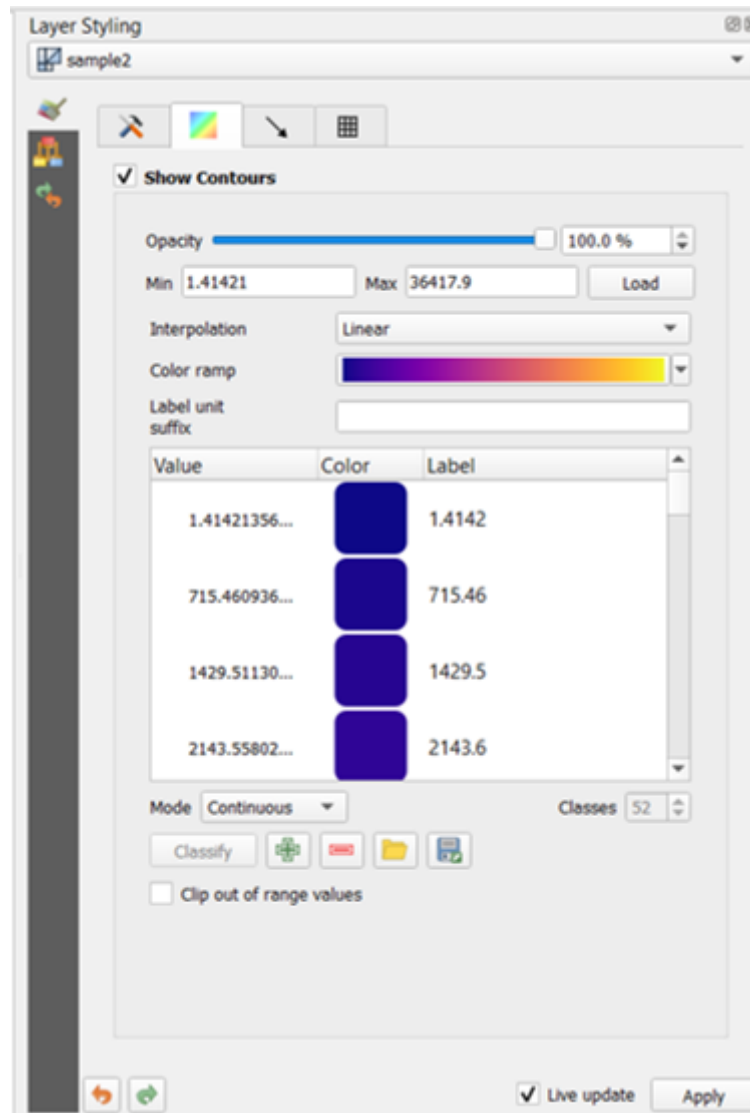 Layer Styling
sample2
Show Contours
Opacity 100.0 %
Min 1.41421 Max 36417.9 Load
Interpolation Linear
Color ramp
Label unit
suffix
Value Color Label
1.41421356... 1.4142
715.460936... 715.46
1429.51130... 1429.5
2143.55802... 2143.6
Mode Continuous Classes 52
Classify
Clip out of range values
Live update Apply